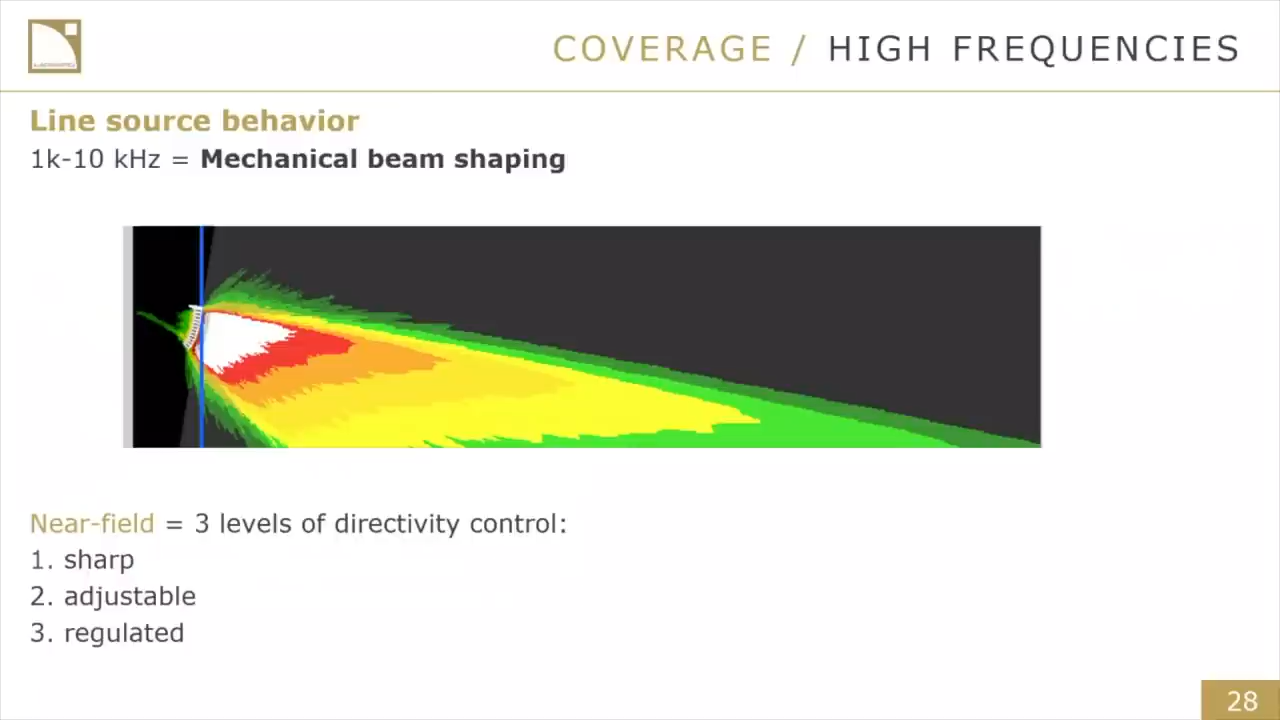 COVERAGE / HIGH FREQUENCIES
Line source behavior
1k-10 kHz = Mechanical beam shaping
Near-field = 3 levels of directivity control:
1. sharp
2. adjustable
3. regulated
28